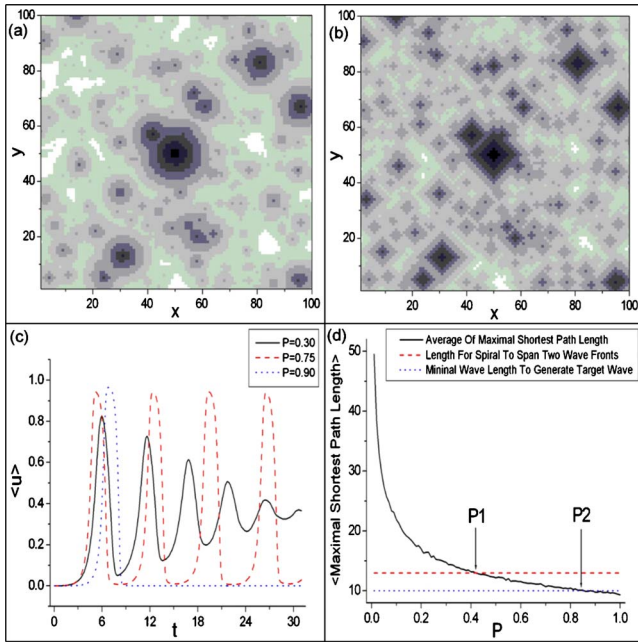 (a)
100
80
60
40
20
y
20 40 60 80 100
x
(b)
100
80
60
40
20
y
20 40 60 80 100
x
(c)
P=0.30
P=0.75
P=0.90
1.0
0.8
0.6
0.4
0.2
0.0
<u>
0 6 12 18 24 30
t
(d)
Average Of Maximal Shortest Path Length
Length For Spiral To Span Two Wave Fronts
Mininal Wave Length To Generate Target Wave
50
40
30
20
10
<Maximal Shortest Path Length>
P1
P2
0.0 0.2 0.4 0.6 0.8 1.0
P